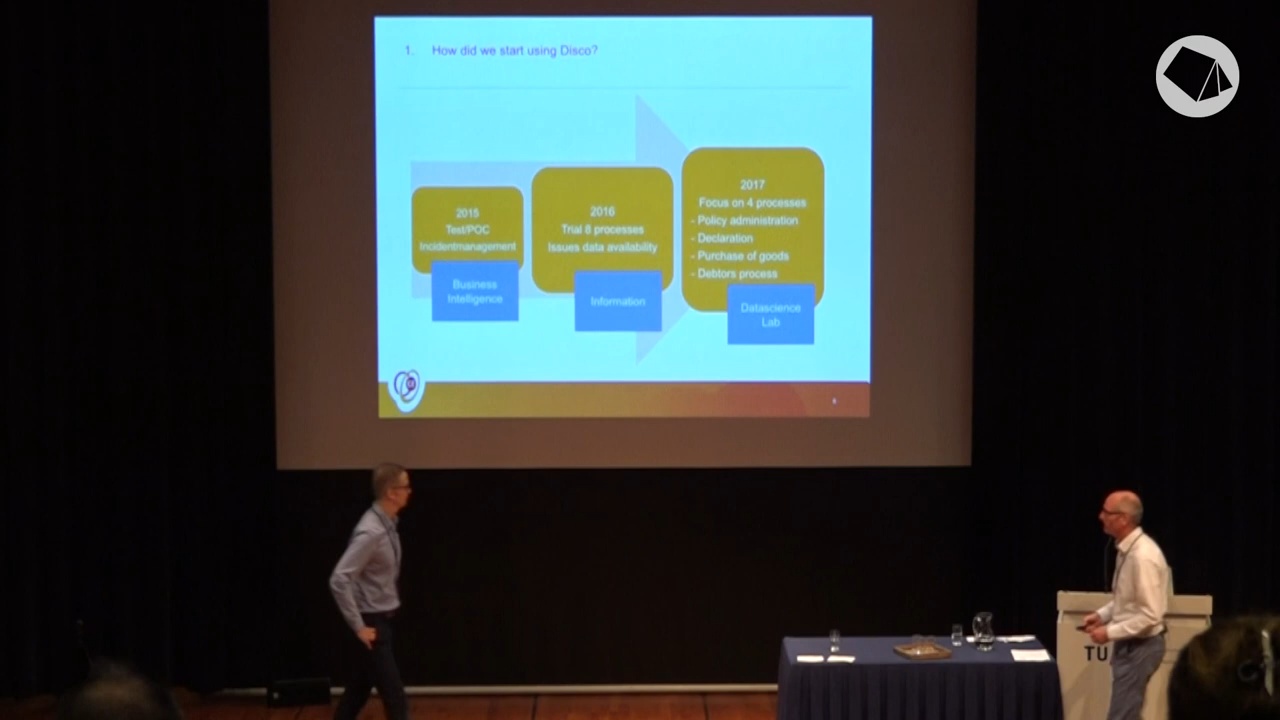 1. How did we start using Disco?
2015
Test/POC
Incidentmanagement
Business
Intelligence
2016
Trial 8 processes
Issues data availability
Information
2017
Focus on 4 processes
- Policy administration
- Declaration
- Purchase of goods
- Debtors process
Datascience
Lab
TU